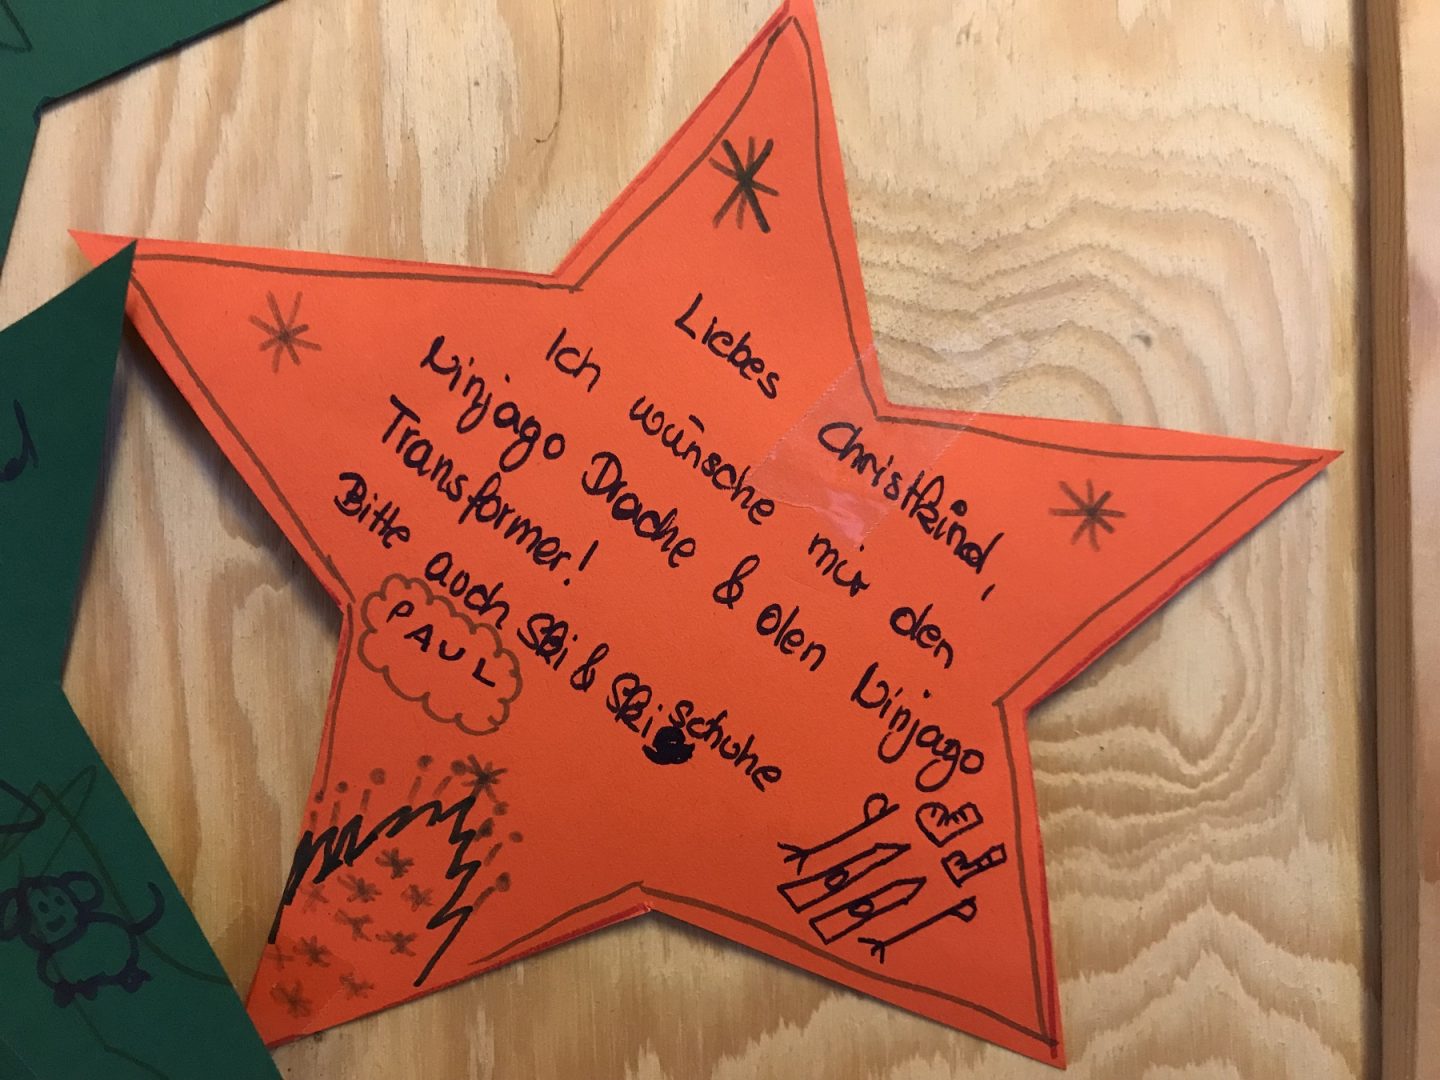 Liebes Christkind,
Ich wünsche mir den
Ninjago Drache & den Ninjago
Transformer!
Bitte auch Ski & Skischuhe
PAUL